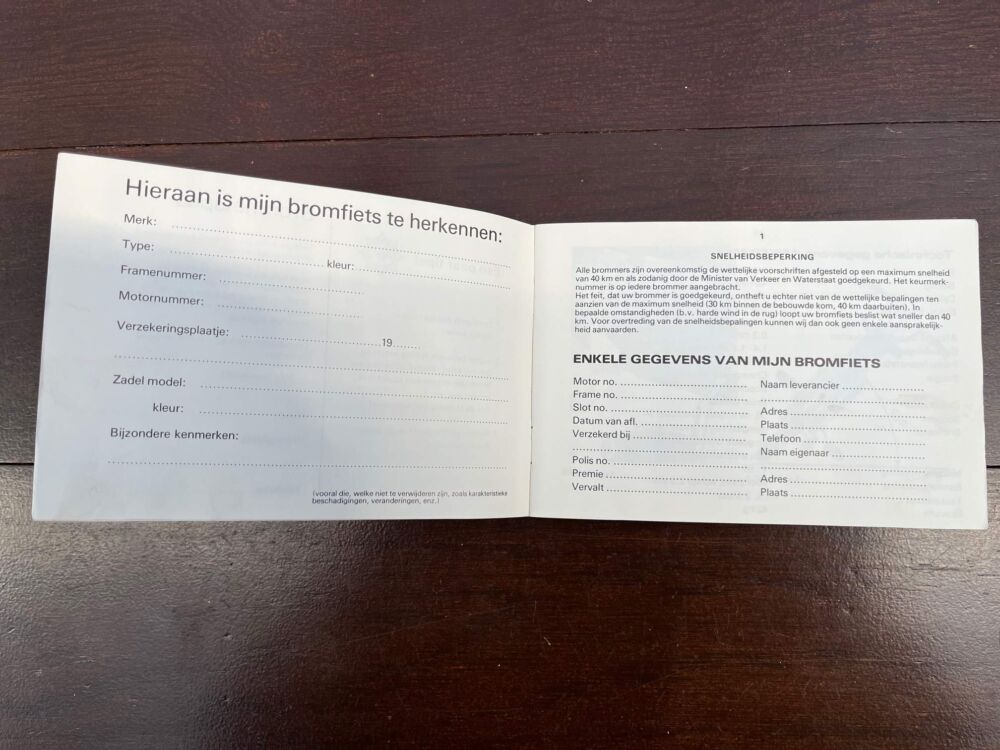 Hieraan is mijn bromfiets te herkennen:
Merk:
Type: kleur:
Framenummer:
Motornummer:
Verzekeringsplaatje: 19
Zadel model:
kleur:
Bijzondere kenmerken:
(vooral die, welke niet te verwijderen zijn, zoals karakteristieke
beschadigingen, veranderingen, enz.)
1
SNELHEIDSBEPERKING
Alle brommers zijn overeenkomstig de wettelijke voorschriften afgesteld op een maximum snelheid
van 40 km en als zodanig door de Minister van Verkeer en Waterstaat goedgekeurd. Het keurmerk-
nummer is op iedere brommer aangebracht.
Het feit, dat uw brommer is goedgekeurd, ontheft u echter niet van de wettelijke bepalingen ten
aanzien van de maximum snelheid (30 km binnen de bebouwde kom, 40 km daarbuiten). In
bepaalde omstandigheden (b.v. harde wind in de rug) loopt uw bromfiets beslist wat sneller dan 40
km. Voor overtreding van de snelheidsbepalingen kunnen wij dan ook geen enkele aansprakelijk-
heid aanvaarden.
ENKELE GEGEVENS VAN MIJN BROMFIETS
Motor no.
Frame no.
Slot no.
Datum van afl.
Verzekerd bij
Polis no.
Premie
Vervalt
Naam leverancier
Adres
Plaats
Telefoon
Naam eigenaar
Adres
Plaats